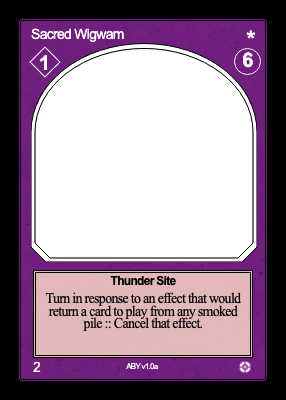 Sacred Wigwam *
1 6
Thunder Site
Turn in response to an effect that would
return a card to play from any smoked
pile :: Cancel that effect.
2 ABY v1.0a